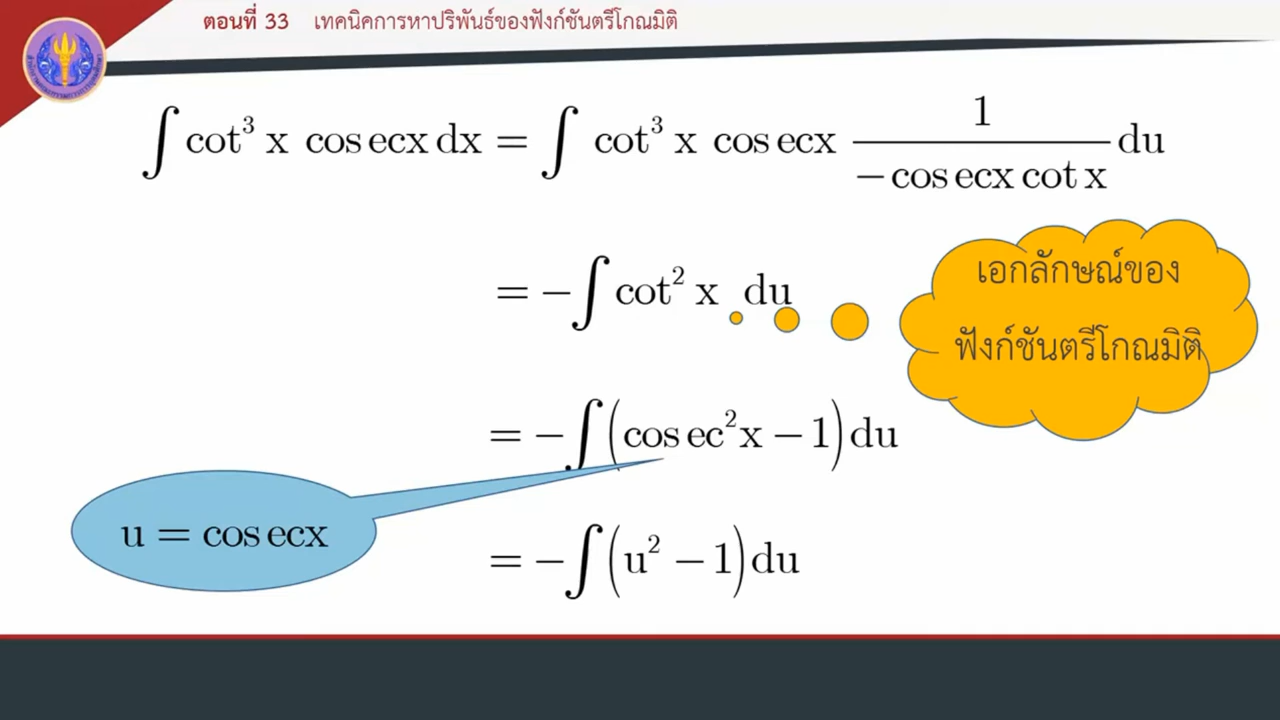 ตอนที่ 33 เทคนิคการหาปริพันธ์ของฟังก์ชันตรีโกณมิติ
∫ cot³ x cosecx dx = ∫ cot³ x cosecx 1/(−cosecx cot x) du
= −∫ cot² x du
เอกลักษณ์ของ
ฟังก์ชันตรีโกณมิติ
= −∫ (cosec²x − 1) du
u = cosecx
= −∫ (u² − 1) du